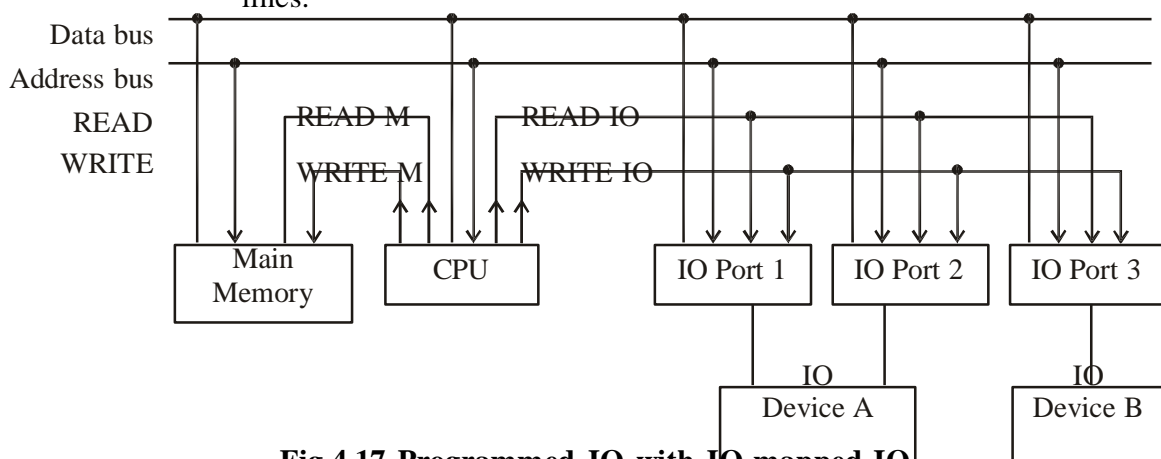 lines.
Data bus
Address bus
READ
READ M
READ IO
WRITE
WRITE M
WRITE IO
Main
Memory
CPU
IO Port 1
IO Port 2
IO Port 3
IO
Device A
IO
Device B
Fig 4.17 Programmed IO with IO mapped IO